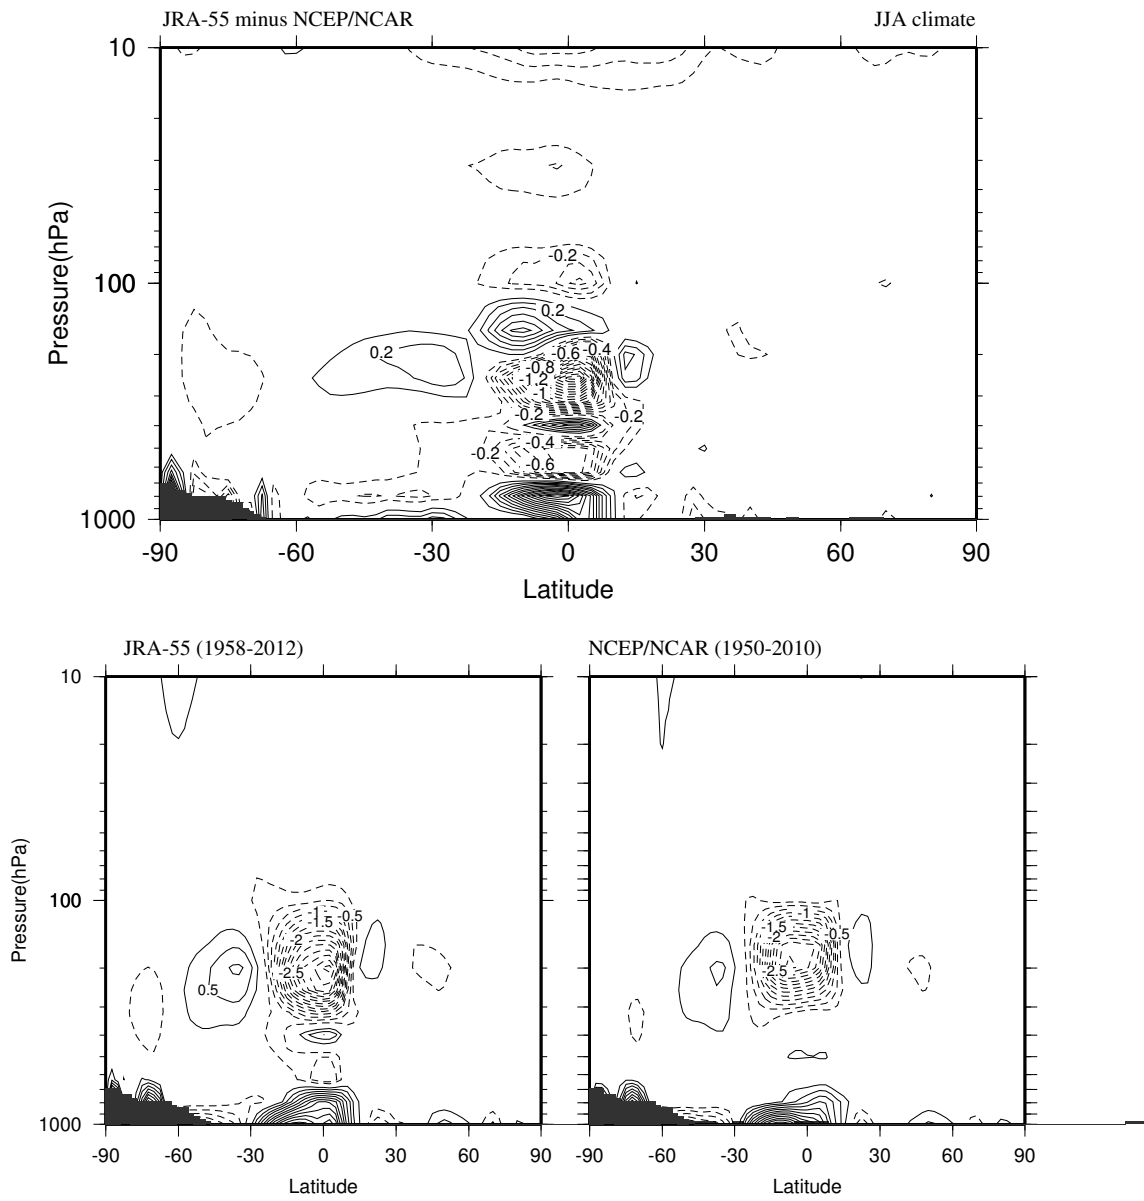 JRA-55 minus NCEP/NCAR JJA climate
10
-0.2
Pressure(hPa)
100
0.2
0.2
-0.6 -0.4
-0.8
-1.2
-1
-0.2 -0.2
-0.4
-0.2
-0.6
1000
-90 -60 -30 0 30 60 90
Latitude
JRA-55 (1958-2012) NCEP/NCAR (1950-2010)
10 10
Pressure(hPa)
100 100
-1 -0.5 -1
-1.5 -1.5 -0.5
-2 -2
-2.5 -2.5
0.5
1000 1000
-90 -60 -30 0 30 60 90 -90 -60 -30 0 30 60 90
Latitude Latitude